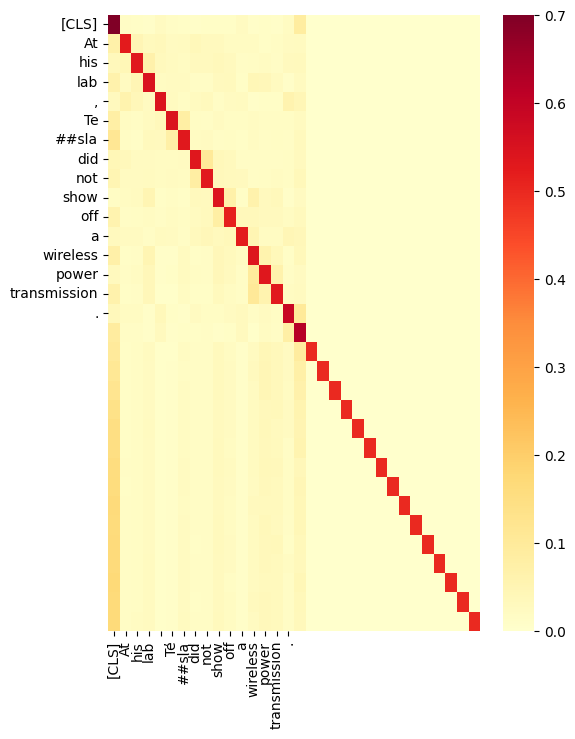 [CLS]
At
his
lab
,
Te
##sla
did
not
show
off
a
wireless
power
transmission
.
0.7
0.6
0.5
0.4
0.3
0.2
0.1
0.0
[CLS]
At
his
lab
,
Te
##sla
did
not
show
off
a
wireless
power
transmission
.